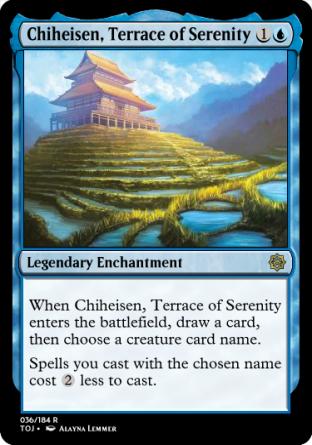 Chiheisen, Terrace of Serenity 1
Legendary Enchantment
When Chiheisen, Terrace of Serenity
enters the battlefield, draw a card,
then choose a creature card name.
Spells you cast with the chosen name
cost 2 less to cast.
036/184 R
TOJ • Alayna Lemmer